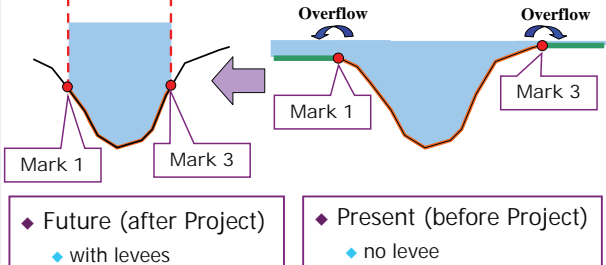 Overflow
Overflow
Mark 1
Mark 3
Mark 1
Mark 3
◆ Future (after Project)
◆ with levees
◆ Present (before Project)
◆ no levee